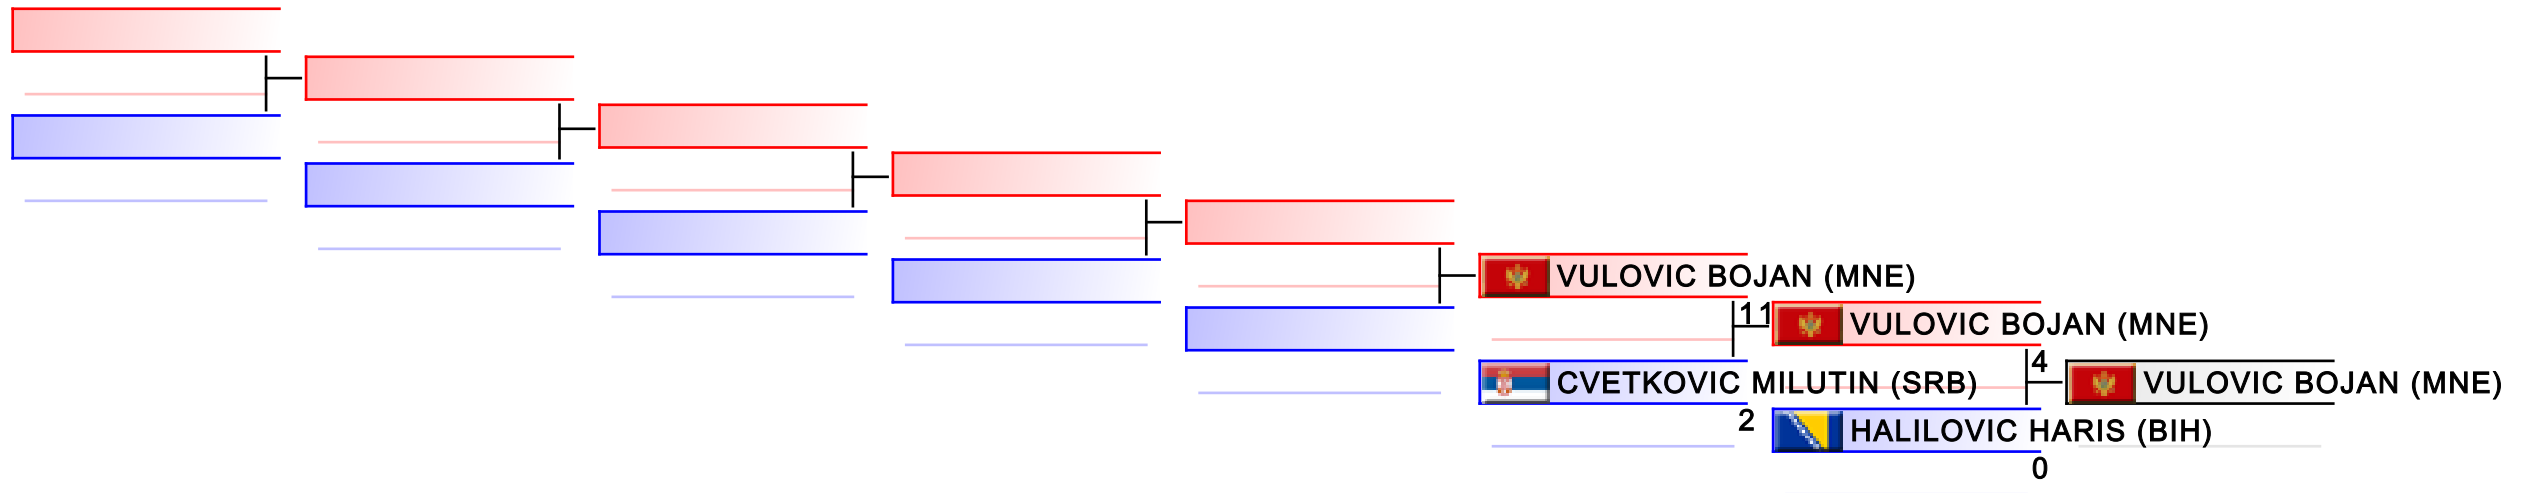 VULOVIC BOJAN (MNE)
11
VULOVIC BOJAN (MNE)
CVETKOVIC MILUTIN (SRB)
2
4
VULOVIC BOJAN (MNE)
HALILOVIC HARIS (BIH)
0